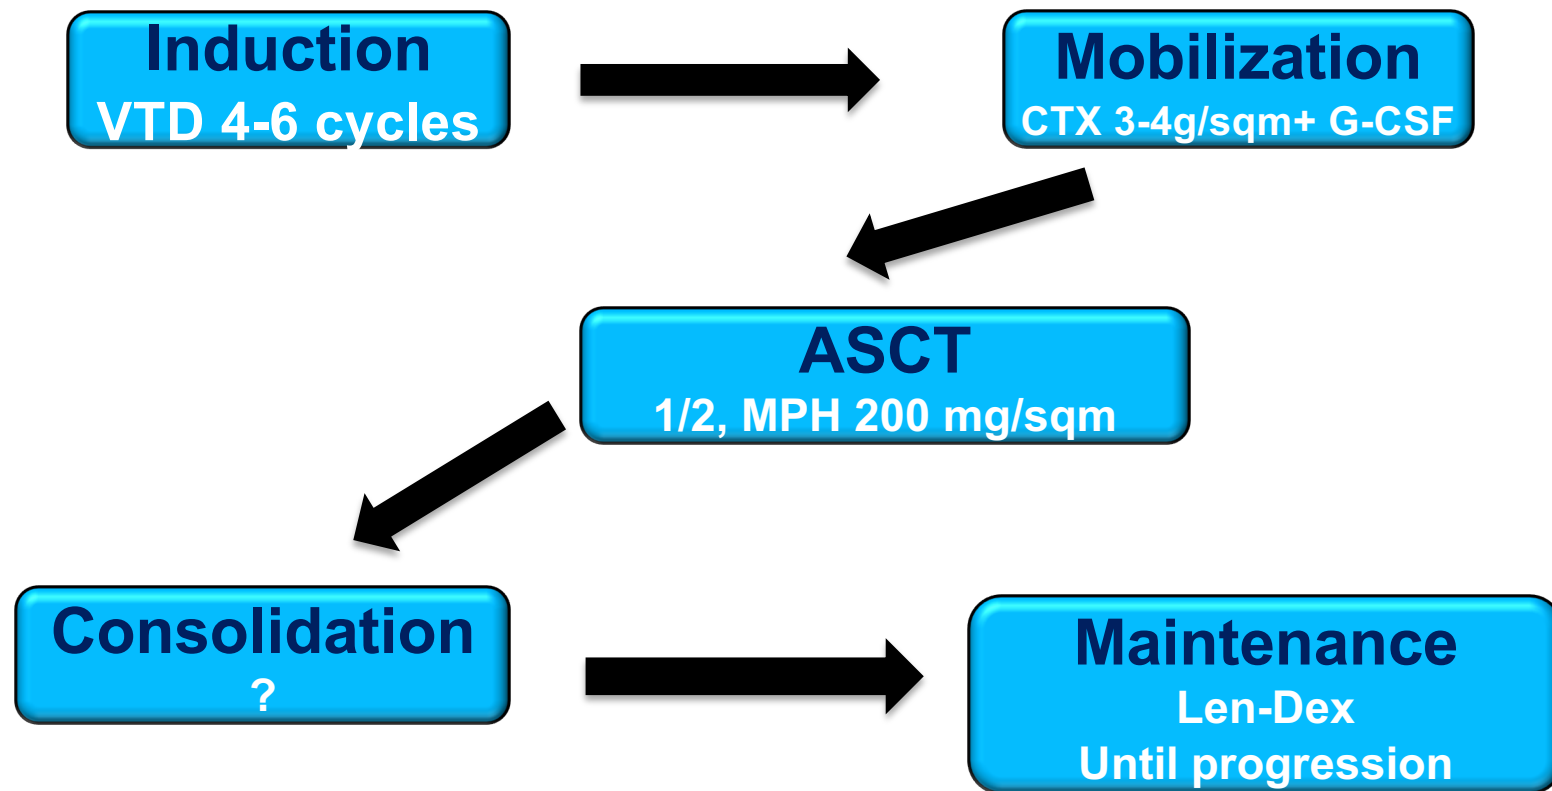 Induction
VTD 4-6 cycles
Mobilization
CTX 3-4g/sqm+ G-CSF
ASCT
1/2, MPH 200 mg/sqm
Consolidation
?
Maintenance
Len-Dex
Until progression